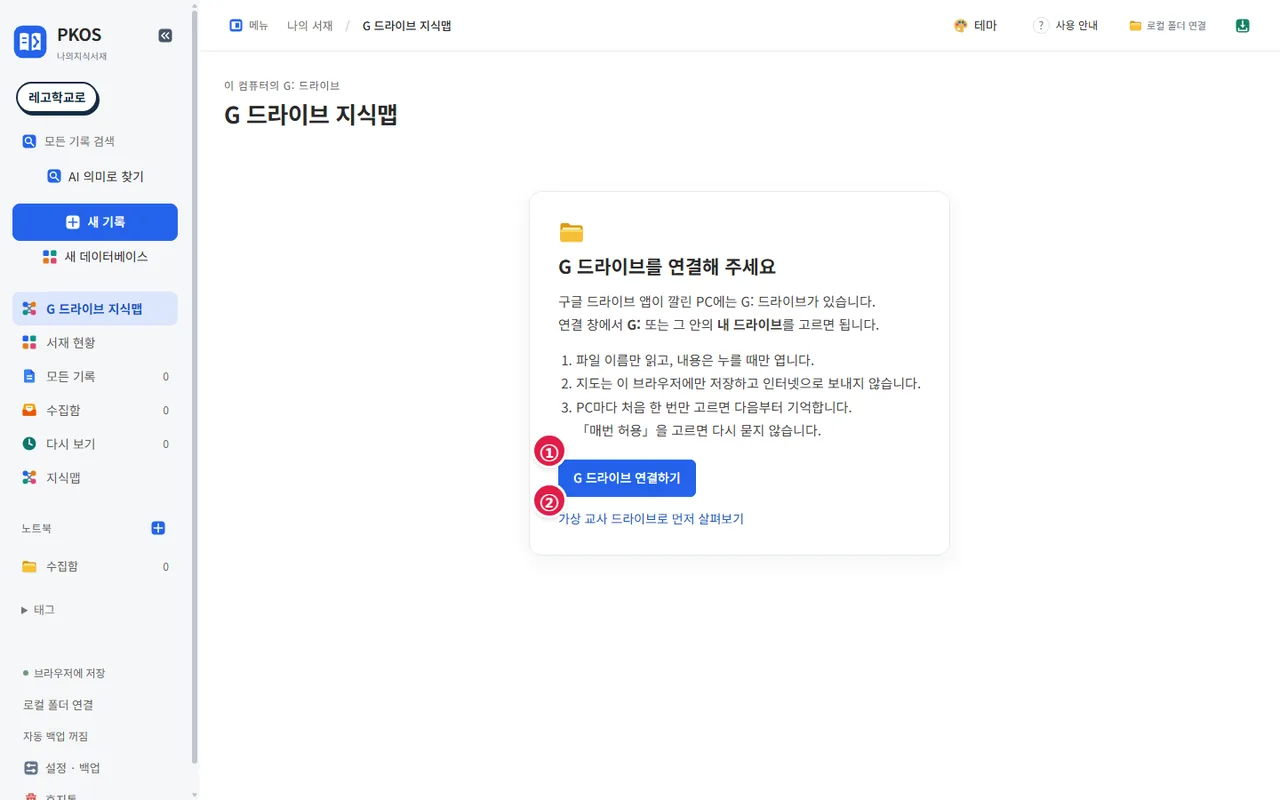 PKOS
나의지식서재
레고학교로
모든 기록 검색
AI 의미로 찾기
새 기록
새 데이터베이스
G 드라이브 지식맵
서재 현황
모든 기록 0
수집함 0
다시 보기 0
지식맵
노트북
수집함 0
태그
브라우저에 저장
로컬 폴더 연결
자동 백업 꺼짐
설정 · 백업
휴지통
메뉴 나의 서재 / G 드라이브 지식맵
테마 ? 사용 안내 로컬 폴더 연결
이 컴퓨터의 G: 드라이브
G 드라이브 지식맵
G 드라이브를 연결해 주세요
구글 드라이브 앱이 깔린 PC에는 G: 드라이브가 있습니다.
연결 창에서 G: 또는 그 안의 내 드라이브를 고르면 됩니다.
1. 파일 이름만 읽고, 내용은 누를 때만 엽니다.
2. 지도는 이 브라우저에만 저장하고 인터넷으로 보내지 않습니다.
3. PC마다 처음 한 번만 고르면 다음부터 기억합니다.
「매번 허용」을 고르면 다시 묻지 않습니다.
①
G 드라이브 연결하기
②
가상 교사 드라이브로 먼저 살펴보기